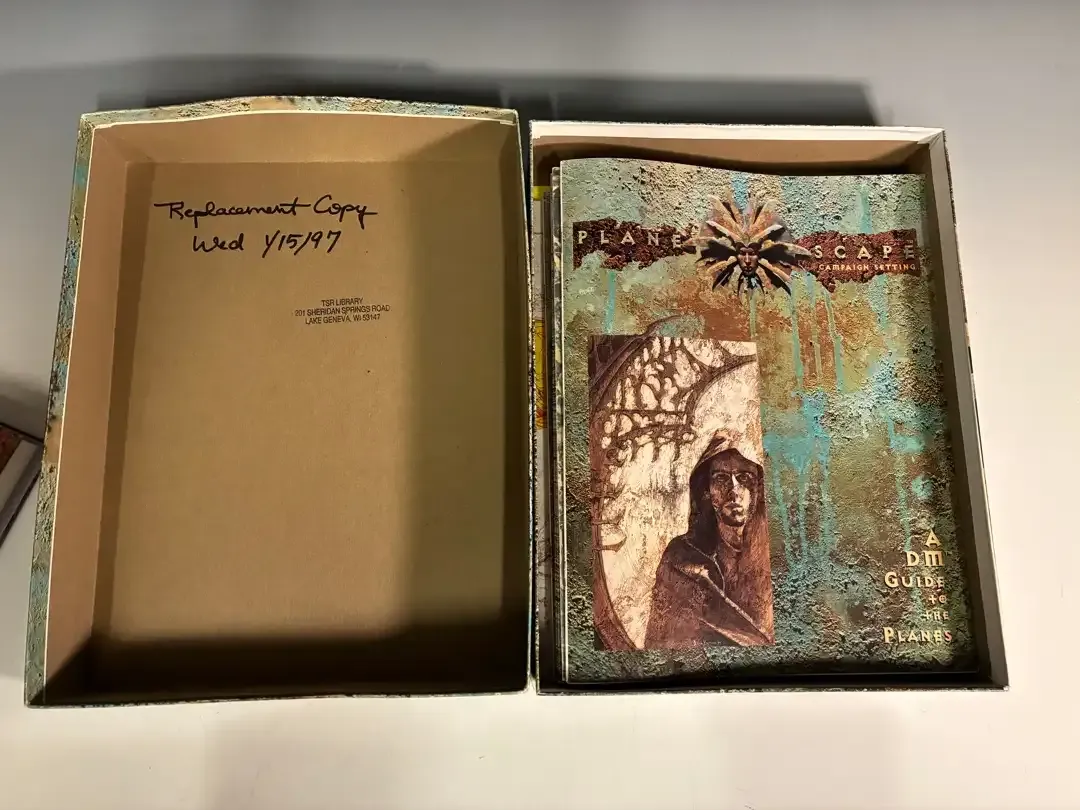 Replacement Copy
Wed 1/15/97
TSR LIBRARY
201 SHERIDAN SPRINGS ROAD
LAKE GENEVA, WI 53147
PLANESCAPE
CAMPAIGN SETTING
A
DM
GUIDE
TO
THE
PLANES